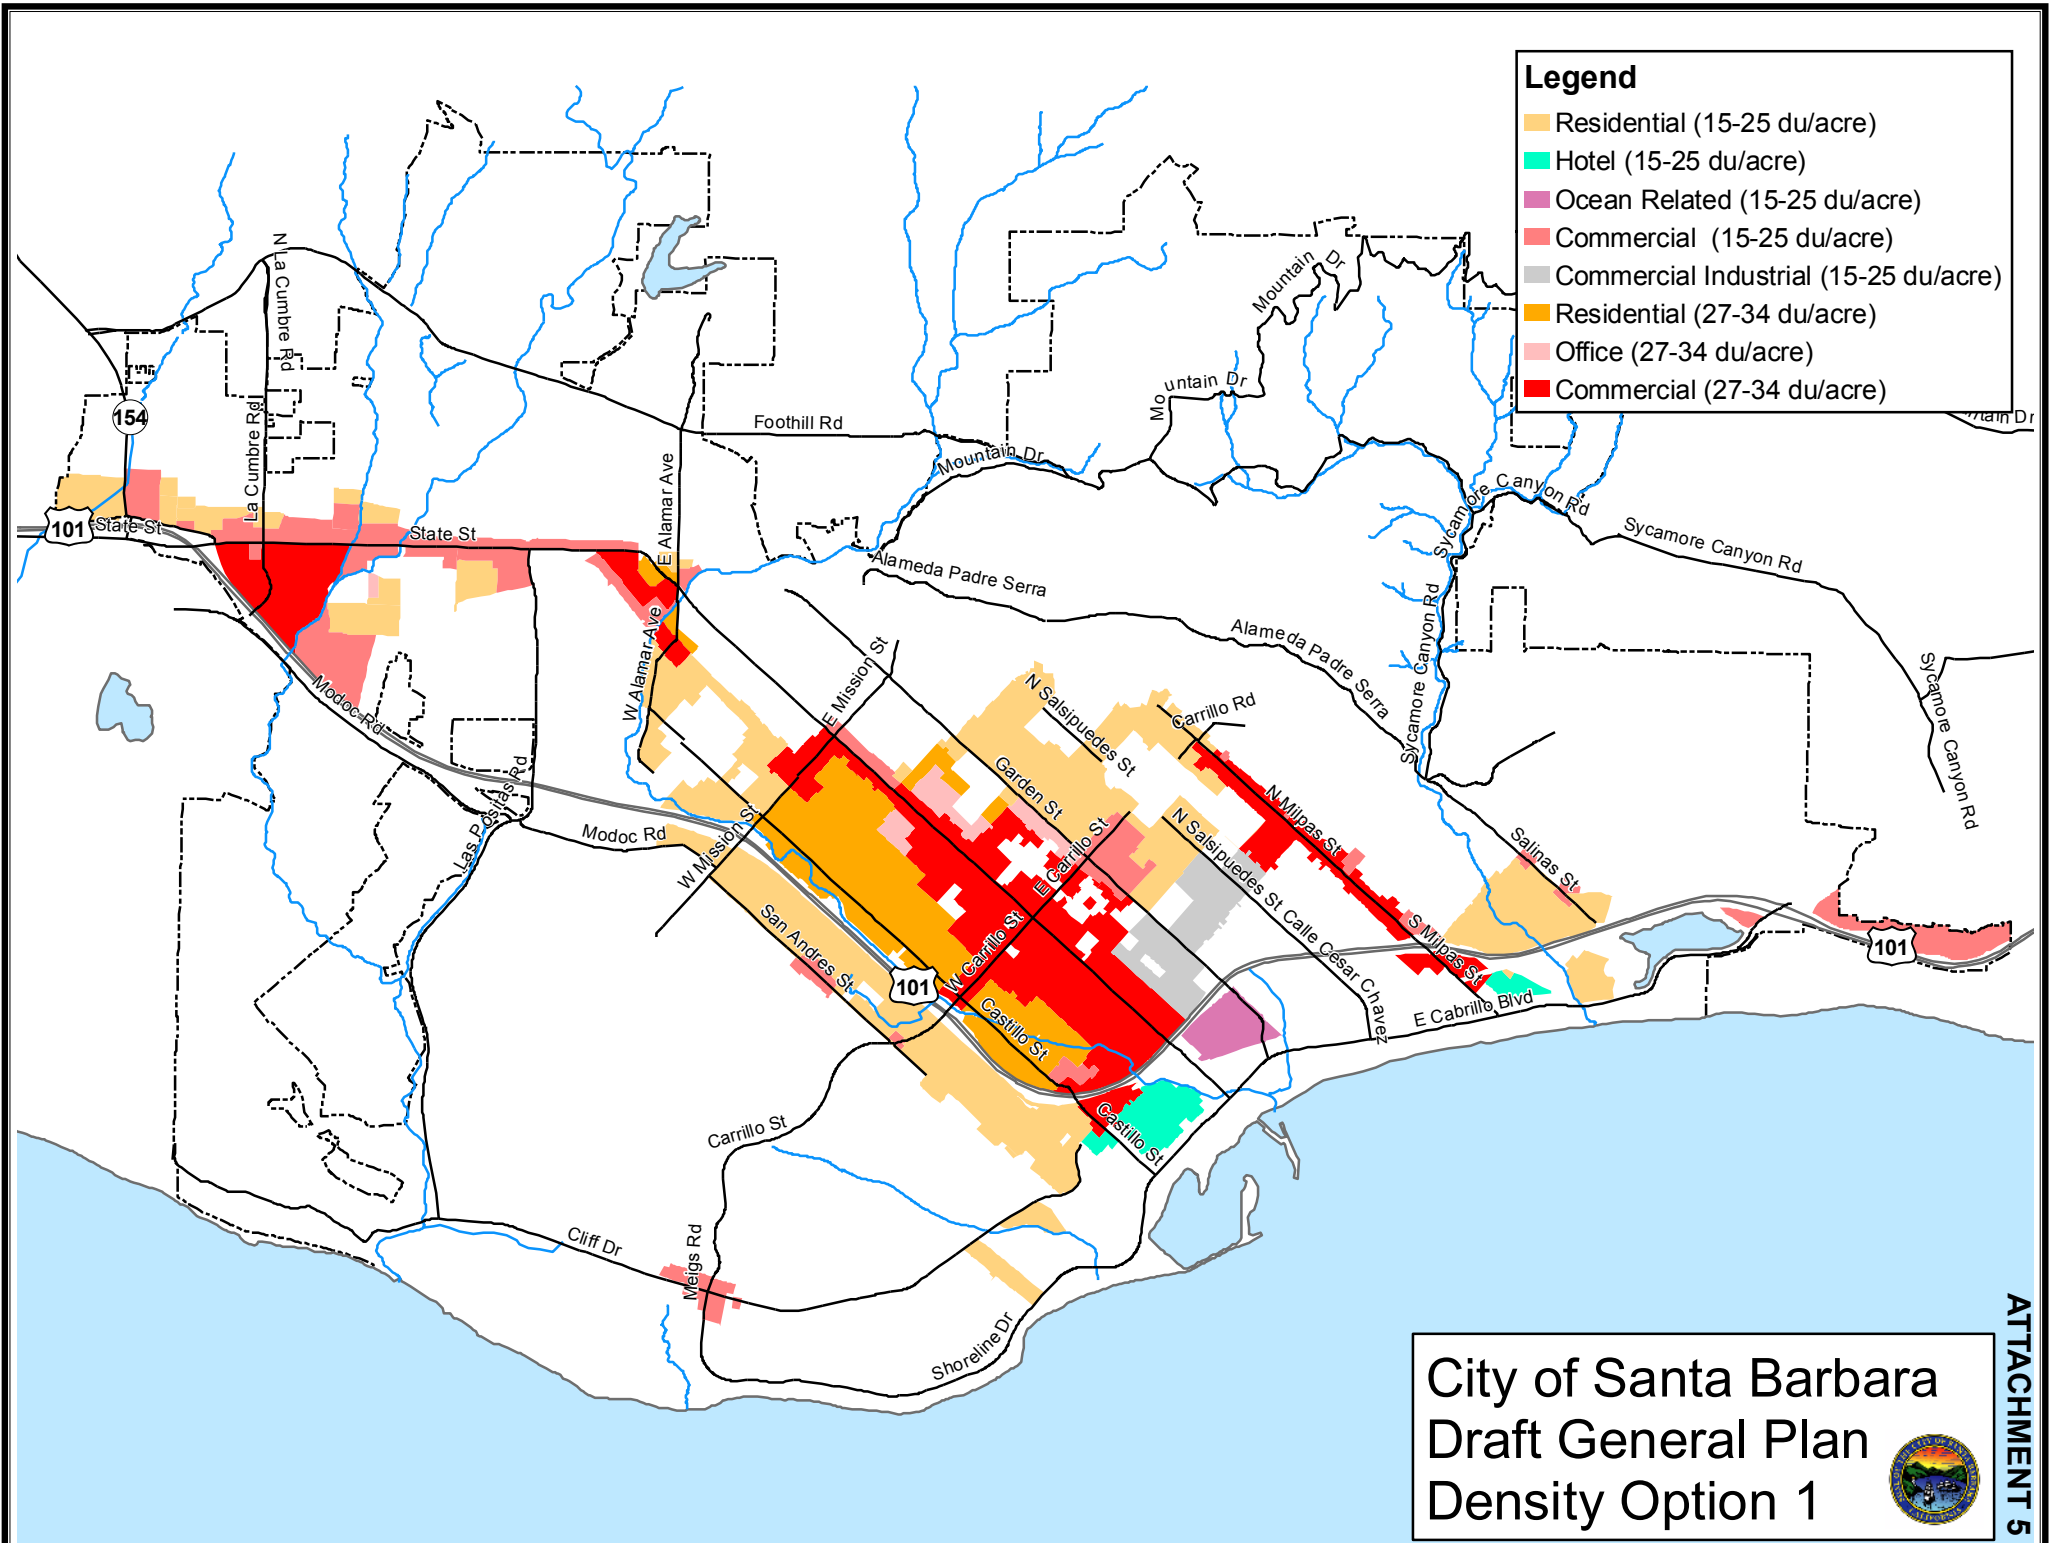 Legend
Residential (15-25 du/acre)
Hotel (15-25 du/acre)
Ocean Related (15-25 du/acre)
Commercial (15-25 du/acre)
Commercial Industrial (15-25 du/acre)
Residential (27-34 du/acre)
Office (27-34 du/acre)
Commercial (27-34 du/acre)
N La Cumbre Rd
Mountain Dr
untain Dr
Mo
ntain Dr
154
La Cumbre Rd
Foothill Rd
Mountain Dr
E Alamar Ave
Sycamore Canyon Rd
101
State St
State St
Sycamore Canyon Rd
Alameda Padre Serra
Alameda Padre Serra
Sycamore Canyon Rd
Sycamore Canyon Rd
W Alamar Ave
E Mission St
N Salsipuedes St
Carrillo Rd
Modoc Rd
Garden St
N Milpas St
Las Positas Rd
Modoc Rd
W Mission St
E Carrillo St
N Salsipuedes St
Salinas St
San Andres St
W Carrillo St
Calle Cesar Chavez
S Milpas St
101
101
Castillo St
E Cabrillo Blvd
Castillo St
Carrillo St
Meigs Rd
Cliff Dr
Shoreline Dr
City of Santa Barbara
Draft General Plan
Density Option 1
ATTACHMENT 5